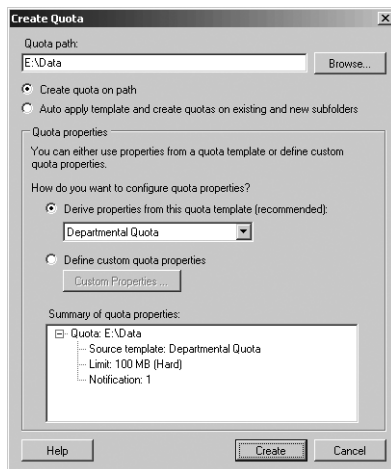 Create Quota
Quota path:
E:\Data
Browse...
Create quota on path
Auto apply template and create quotas on existing and new subfolders
Quota properties
You can either use properties from a quota template or define custom
quota properties.
How do you want to configure quota properties?
Derive properties from this quota template (recommended):
Departmental Quota
Define custom quota properties
Custom Properties ...
Summary of quota properties:
Quota: E:\Data
Source template: Departmental Quota
Limit: 100 MB (Hard)
Notification: 1
Help
Create
Cancel